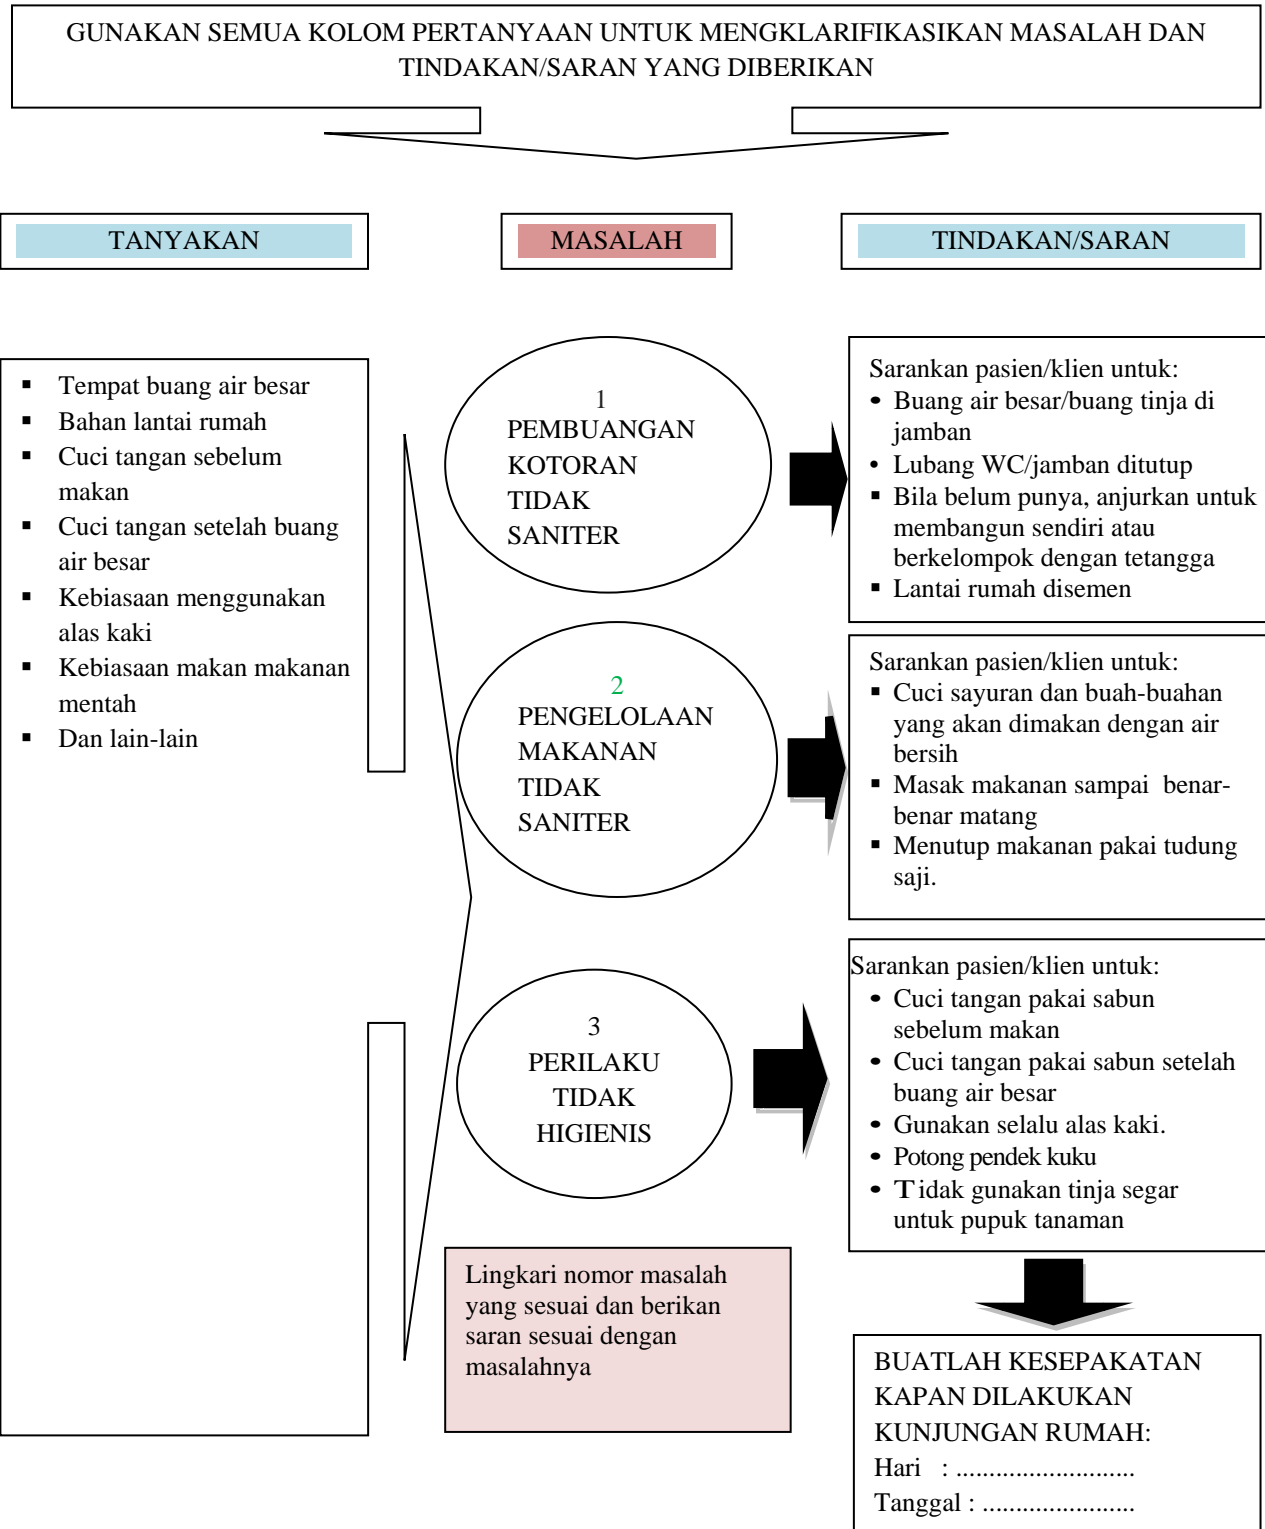 GUNAKAN SEMUA KOLOM PERTANYAAN UNTUK MENGKLARIFIKASIKAN MASALAH DAN
TINDAKAN/SARAN YANG DIBERIKAN
TANYAKAN
MASALAH
TINDAKAN/SARAN
▪ Tempat buang air besar
▪ Bahan lantai rumah
▪ Cuci tangan sebelum
makan
▪ Cuci tangan setelah buang
air besar
▪ Kebiasaan menggunakan
alas kaki
▪ Kebiasaan makan makanan
mentah
▪ Dan lain-lain
1
PEMBUANGAN
KOTORAN
TIDAK
SANITER
Sarankan pasien/klien untuk:
• Buang air besar/buang tinja di
jamban
• Lubang WC/jamban ditutup
▪ Bila belum punya, anjurkan untuk
membangun sendiri atau
berkelompok dengan tetangga
▪ Lantai rumah disemen
2
PENGELOLAAN
MAKANAN
TIDAK
SANITER
Sarankan pasien/klien untuk:
▪ Cuci sayuran dan buah-buahan
yang akan dimakan dengan air
bersih
▪ Masak makanan sampai benar-
benar matang
▪ Menutup makanan pakai tudung
saji.
3
PERILAKU
TIDAK
HIGIENIS
Sarankan pasien/klien untuk:
• Cuci tangan pakai sabun
sebelum makan
• Cuci tangan pakai sabun setelah
buang air besar
• Gunakan selalu alas kaki.
• Potong pendek kuku
• Tidak gunakan tinja segar
untuk pupuk tanaman
Lingkari nomor masalah
yang sesuai dan berikan
saran sesuai dengan
masalahnya
BUATLAH KESEPAKATAN
KAPAN DILAKUKAN
KUNJUNGAN RUMAH:
Hari : ...........................
Tanggal : .......................